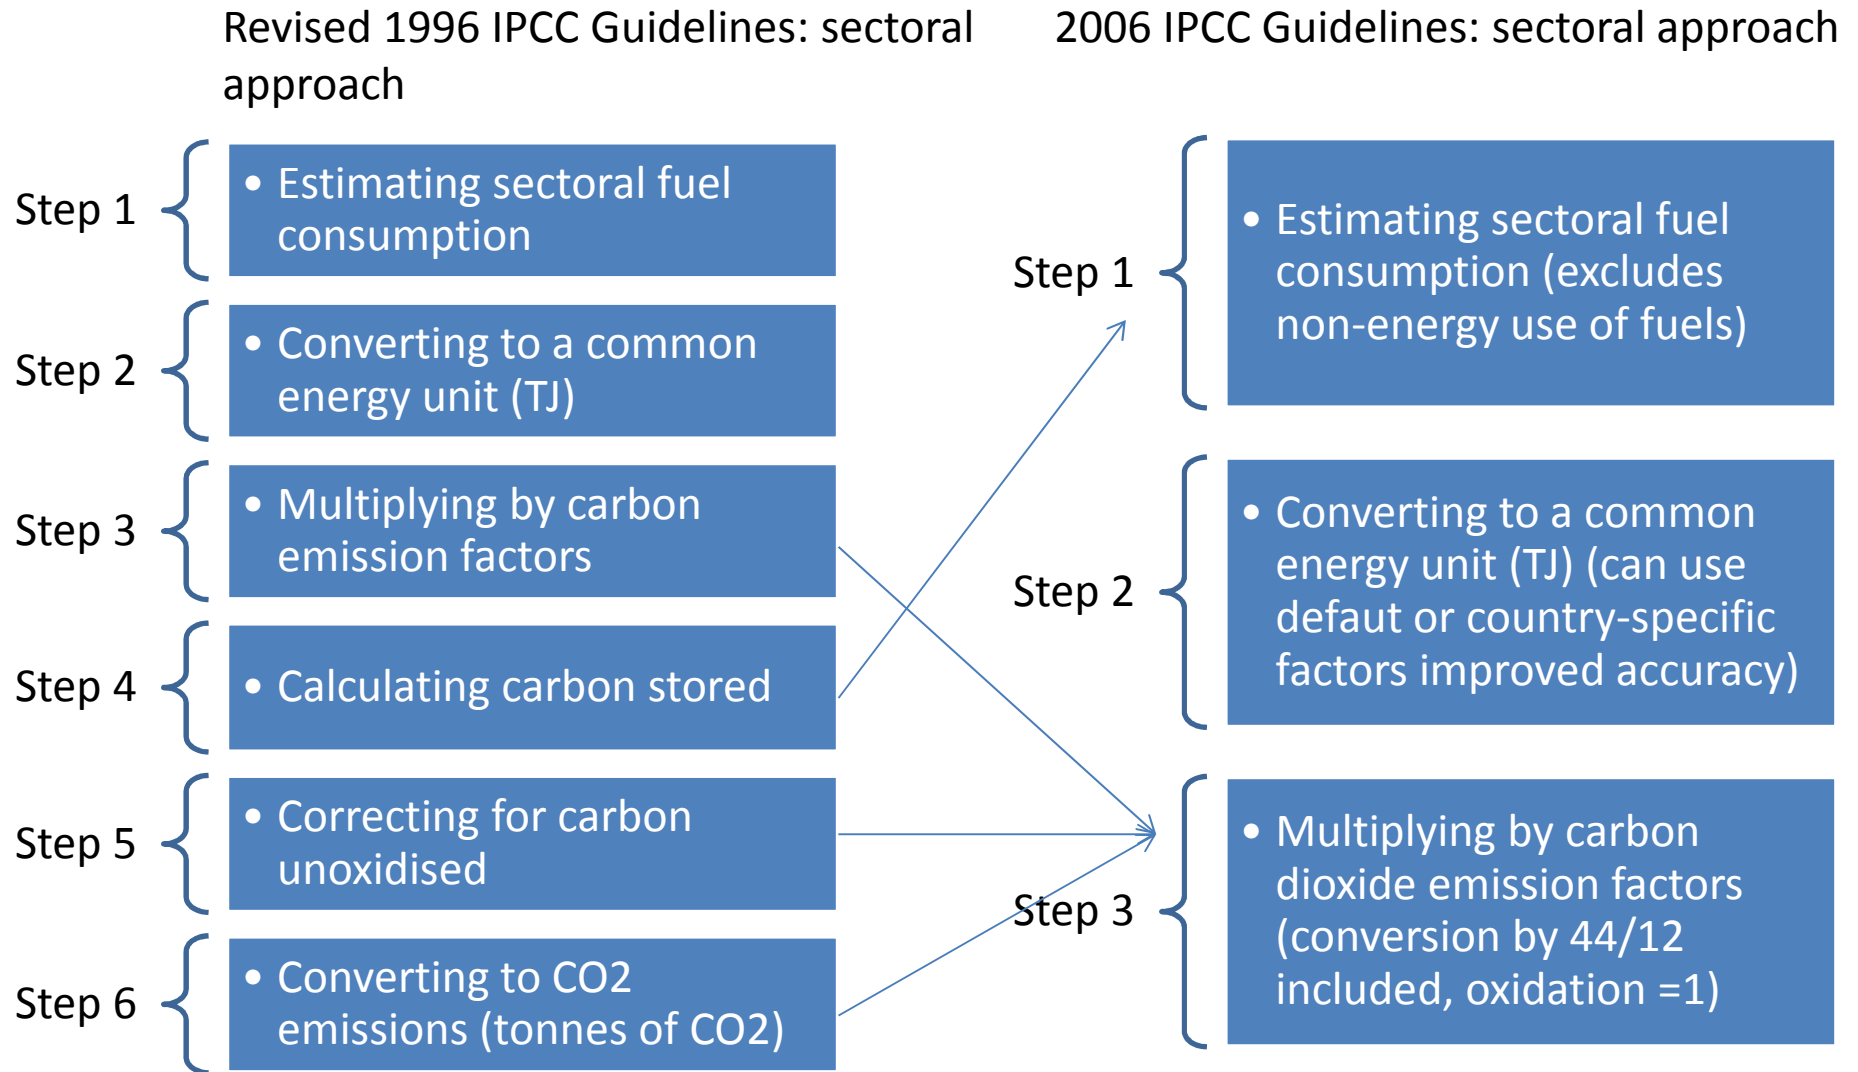 Revised 1996 IPCC Guidelines: sectoral
approach
Step 1
• Estimating sectoral fuel
consumption
Step 2
• Converting to a common
energy unit (TJ)
Step 3
• Multiplying by carbon
emission factors
Step 4
• Calculating carbon stored
Step 5
• Correcting for carbon
unoxidised
Step 6
• Converting to CO2
emissions (tonnes of CO2)
2006 IPCC Guidelines: sectoral approach
Step 1
• Estimating sectoral fuel
consumption (excludes
non-energy use of fuels)
Step 2
• Converting to a common
energy unit (TJ) (can use
defaut or country-specific
factors improved accuracy)
Step 3
• Multiplying by carbon
dioxide emission factors
(conversion by 44/12
included, oxidation =1)